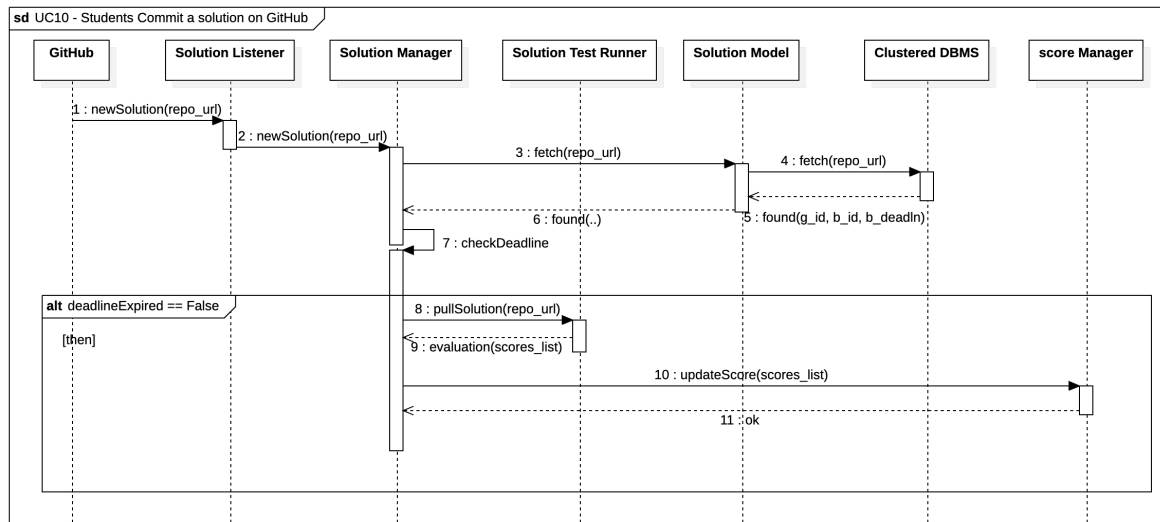 sd UC10 - Students Commit a solution on GitHub
GitHub
Solution Listener
Solution Manager
Solution Test Runner
Solution Model
Clustered DBMS
score Manager
1 : newSolution(repo_url)
2 : newSolution(repo_url)
3 : fetch(repo_url)
4 : fetch(repo_url)
5 : found(g_id, b_id, b_deadln)
6 : found(..)
7 : checkDeadline
alt deadlineExpired == False
[then]
8 : pullSolution(repo_url)
9 : evaluation(scores_list)
10 : updateScore(scores_list)
11 : ok